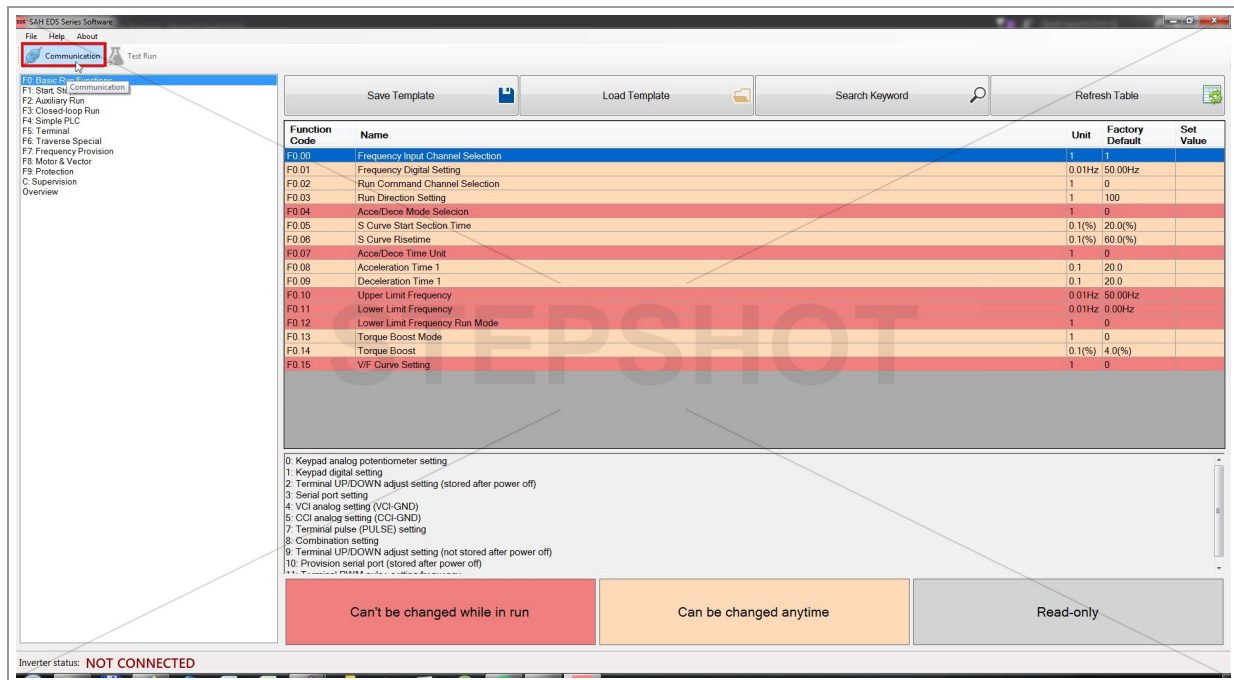 EDS SAH EDS Series Software
File Help About
Communication Test Run
F0: Basic Run Functions
Communication
F1: Start, St
F2: Auxiliary Run
F3: Closed-loop Run
F4: Simple PLC
F5: Terminal
F6: Traverse Special
F7: Frequency Provision
F8: Motor & Vector
F9: Protection
C: Supervision
Overview
Save Template Load Template Search Keyword Refresh Table
Function Code Name Unit Factory Default Set Value
F0.00 Frequency Input Channel Selection 1 1
F0.01 Frequency Digital Setting 0.01Hz 50.00Hz
F0.02 Run Command Channel Selection 1 0
F0.03 Run Direction Setting 1 100
F0.04 Acce/Dece Mode Selecion 1 0
F0.05 S Curve Start Section Time 0.1(%) 20.0(%)
F0.06 S Curve Risetime 0.1(%) 60.0(%)
F0.07 Acce/Dece Time Unit 1 0
F0.08 Acceleration Time 1 0.1 20.0
F0.09 Deceleration Time 1 0.1 20.0
F0.10 Upper Limit Frequency 0.01Hz 50.00Hz
F0.11 Lower Limit Frequency 0.01Hz 0.00Hz
F0.12 Lower Limit Frequency Run Mode 1 0
F0.13 Torque Boost Mode 1 0
F0.14 Torque Boost 0.1(%) 4.0(%)
F0.15 V/F Curve Setting 1 0
STEPSHOT
0: Keypad analog potentiometer setting
1: Keypad digital setting
2: Terminal UP/DOWN adjust setting (stored after power off)
3: Serial port setting
4: VCI analog setting (VCI-GND)
5: CCI analog setting (CCI-GND)
7: Terminal pulse (PULSE) setting
8: Combination setting
9: Terminal UP/DOWN adjust setting (not stored after power off)
10: Provision serial port (stored after power off)
Can't be changed while in run Can be changed anytime Read-only
Inverter status: NOT CONNECTED